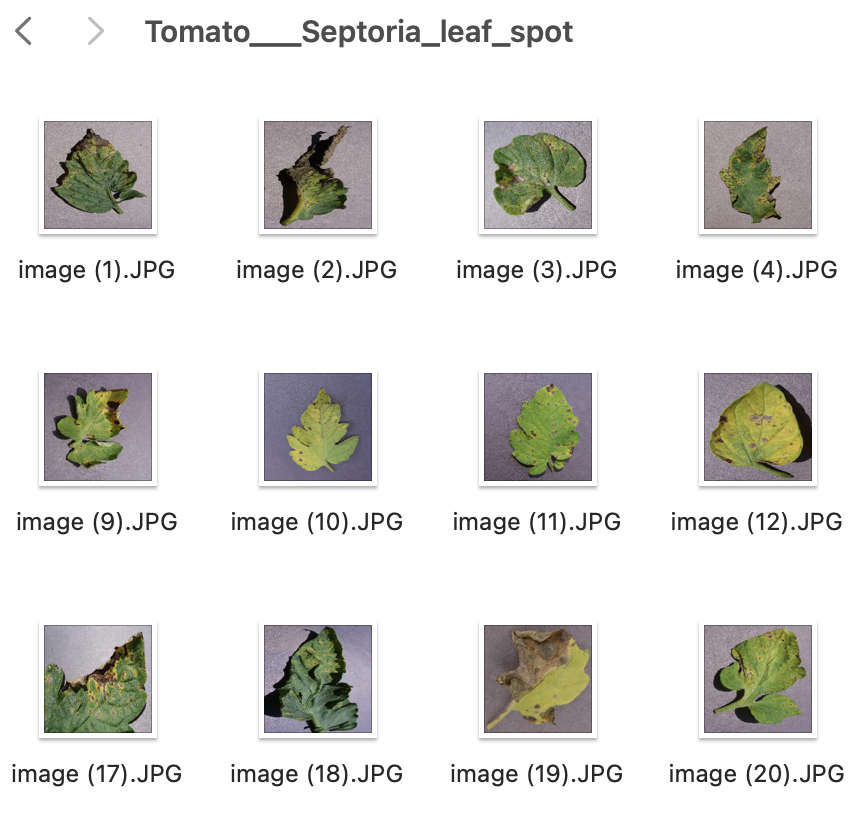 Tomato___Septoria_leaf_spot
image (1).JPG image (2).JPG image (3).JPG image (4).JPG
image (9).JPG image (10).JPG image (11).JPG image (12).JPG
image (17).JPG image (18).JPG image (19).JPG image (20).JPG